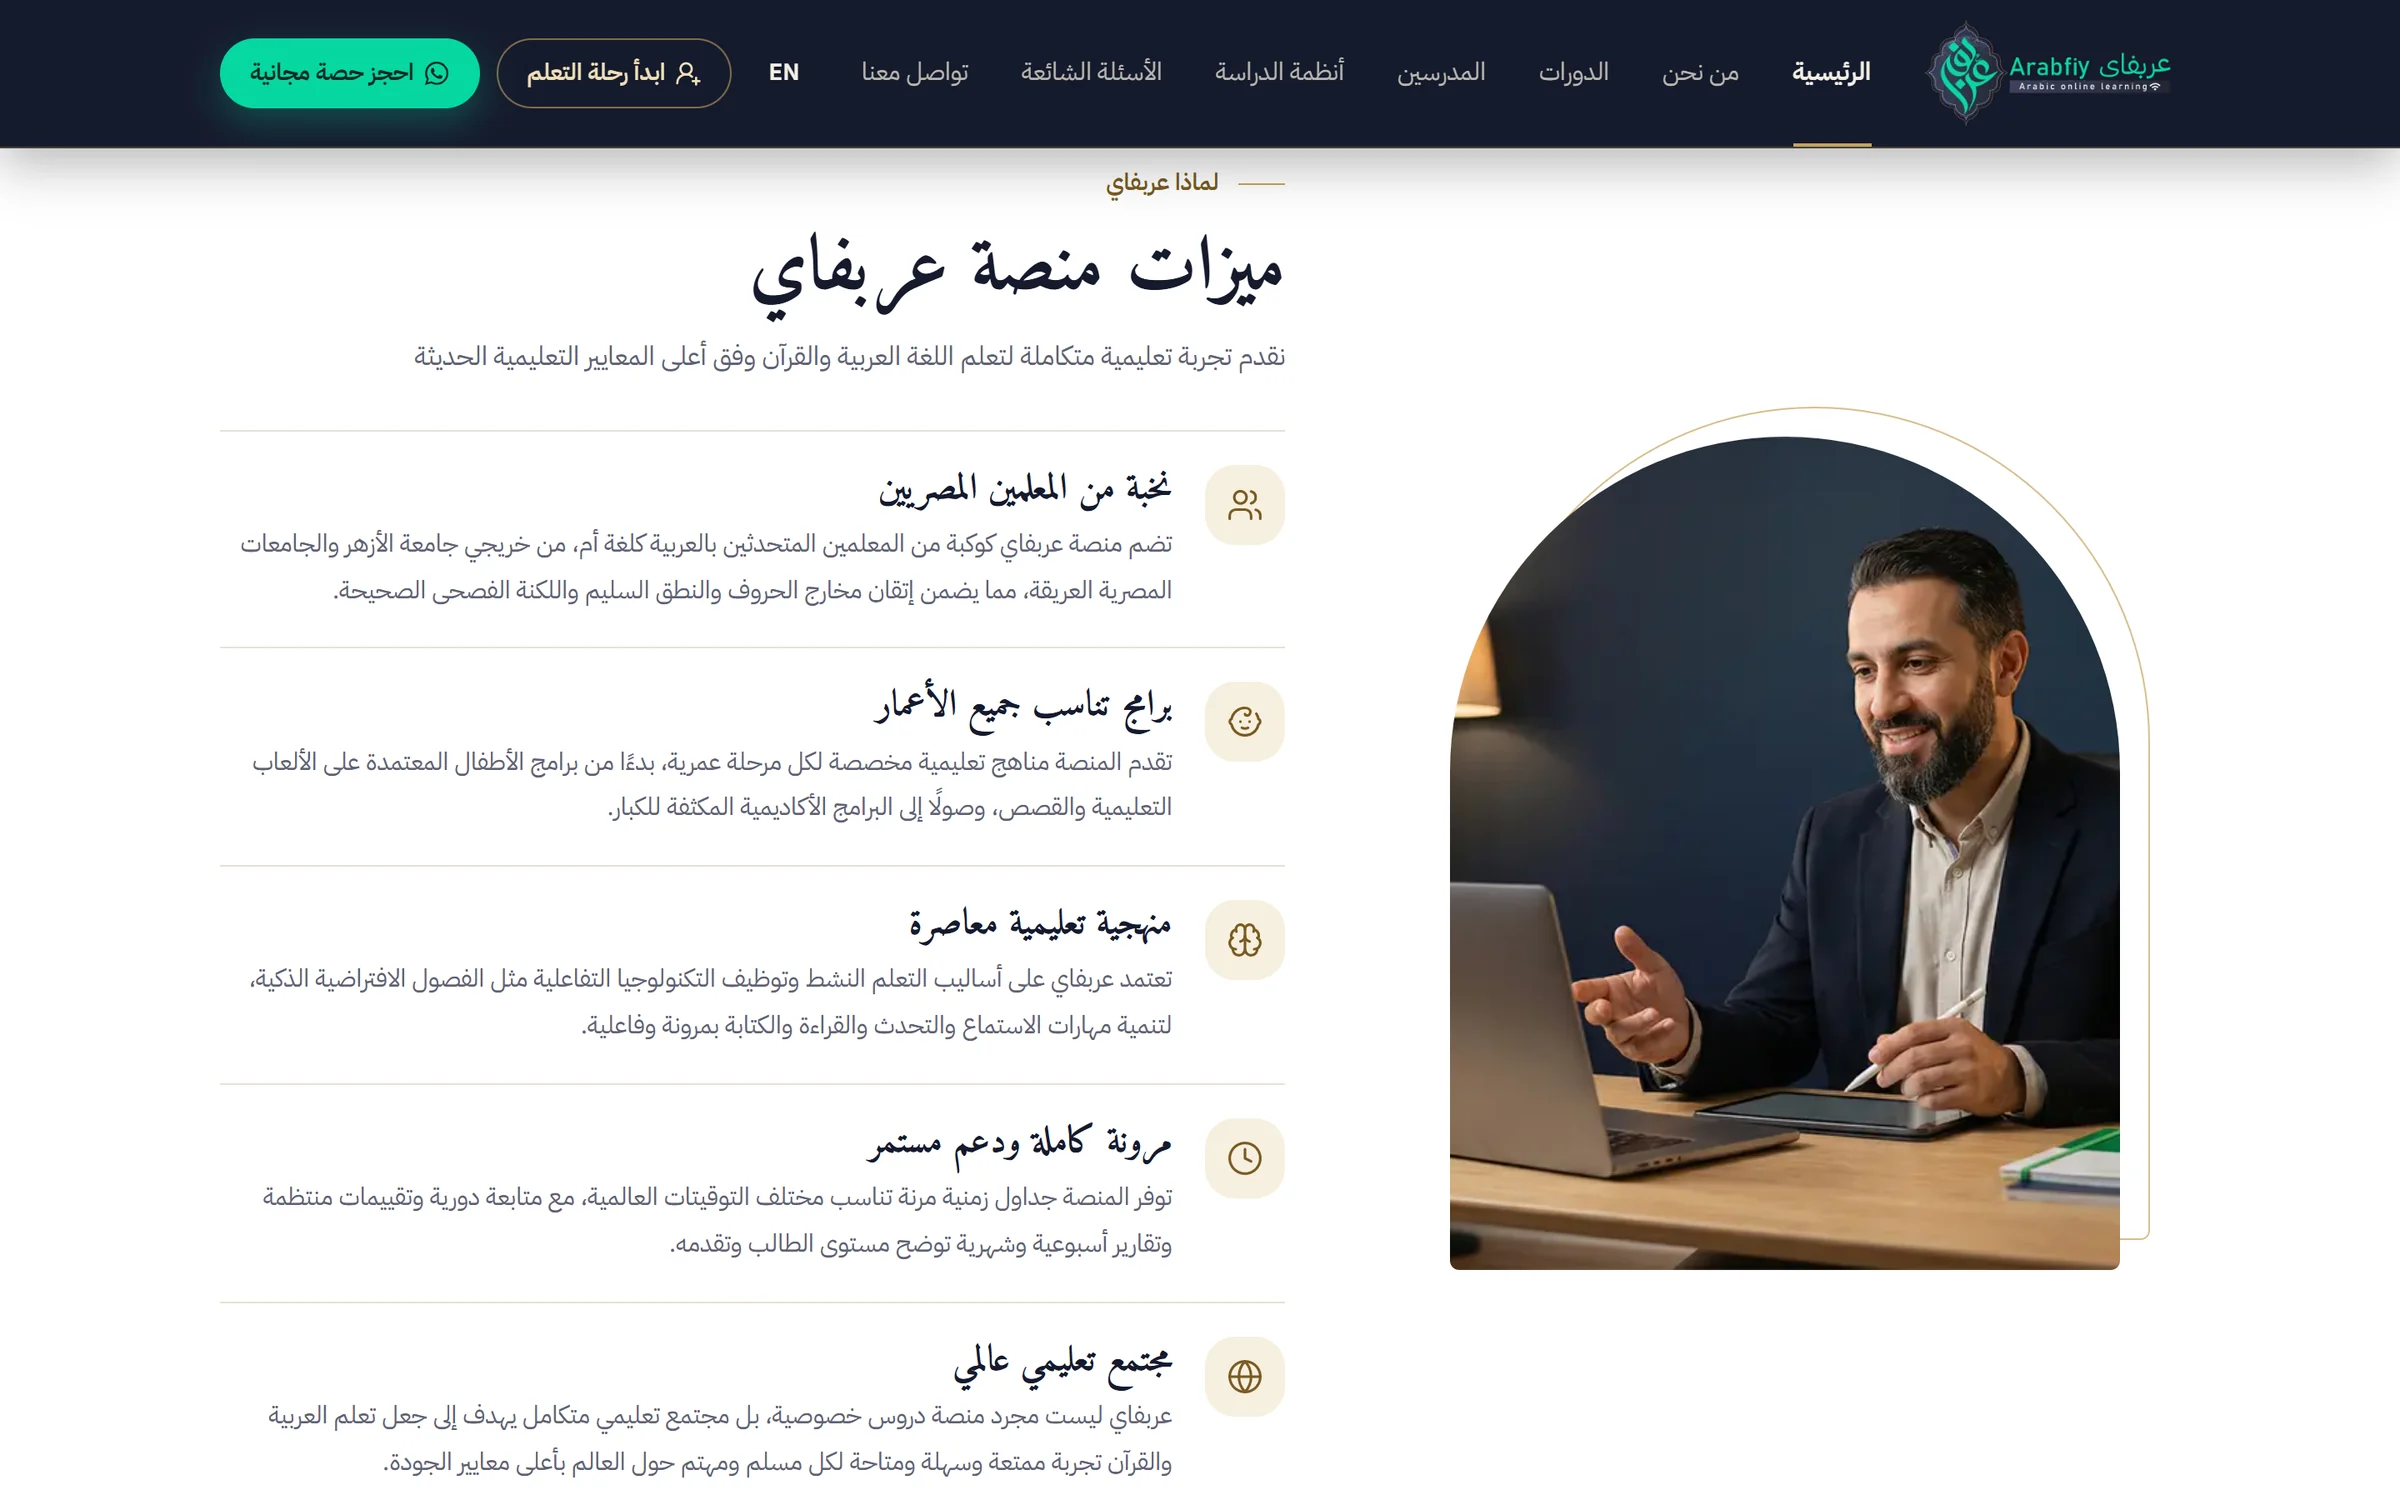 عربفاي Arabfiy
Arabic online learning
الرئيسية
من نحن
الدورات
المدرسين
أنظمة الدراسة
الأسئلة الشائعة
تواصل معنا
EN
ابدأ رحلة التعلم
احجز حصة مجانية
لماذا عربفاي
ميزات منصة عربفاي
نقدم تجربة تعليمية متكاملة لتعلم اللغة العربية والقرآن وفق أعلى المعايير التعليمية الحديثة
نخبة من المعلمين المصريين
تضم منصة عربفاي كوكبة من المعلمين المتحدثين بالعربية كلغة أم، من خريجي جامعة الأزهر والجامعات
المصرية العريقة، مما يضمن إتقان مخارج الحروف والنطق السليم واللكنة الفصحى الصحيحة.
برامج تناسب جميع الأعمار
تقدم المنصة مناهج تعليمية مخصصة لكل مرحلة عمرية، بدءًا من برامج الأطفال المعتمدة على الألعاب
التعليمية والقصص، وصولًا إلى البرامج الأكاديمية المكثفة للكبار.
منهجية تعليمية معاصرة
تعتمد عربفاي على أساليب التعلم النشط وتوظيف التكنولوجيا التفاعلية مثل الفصول الافتراضية الذكية،
لتنمية مهارات الاستماع والتحدث والقراءة والكتابة بمرونة وفاعلية.
مرونة كاملة ودعم مستمر
توفر المنصة جداول زمنية مرنة تناسب مختلف التوقيتات العالمية، مع متابعة دورية وتقييمات منتظمة
وتقارير أسبوعية وشهرية توضح مستوى الطالب وتقدمه.
مجتمع تعليمي عالمي
عربفاي ليست مجرد منصة دروس خصوصية، بل مجتمع تعليمي متكامل يهدف إلى جعل تعلم العربية
والقرآن تجربة ممتعة وسهلة ومتاحة لكل مسلم ومهتم حول العالم بأعلى معايير الجودة.